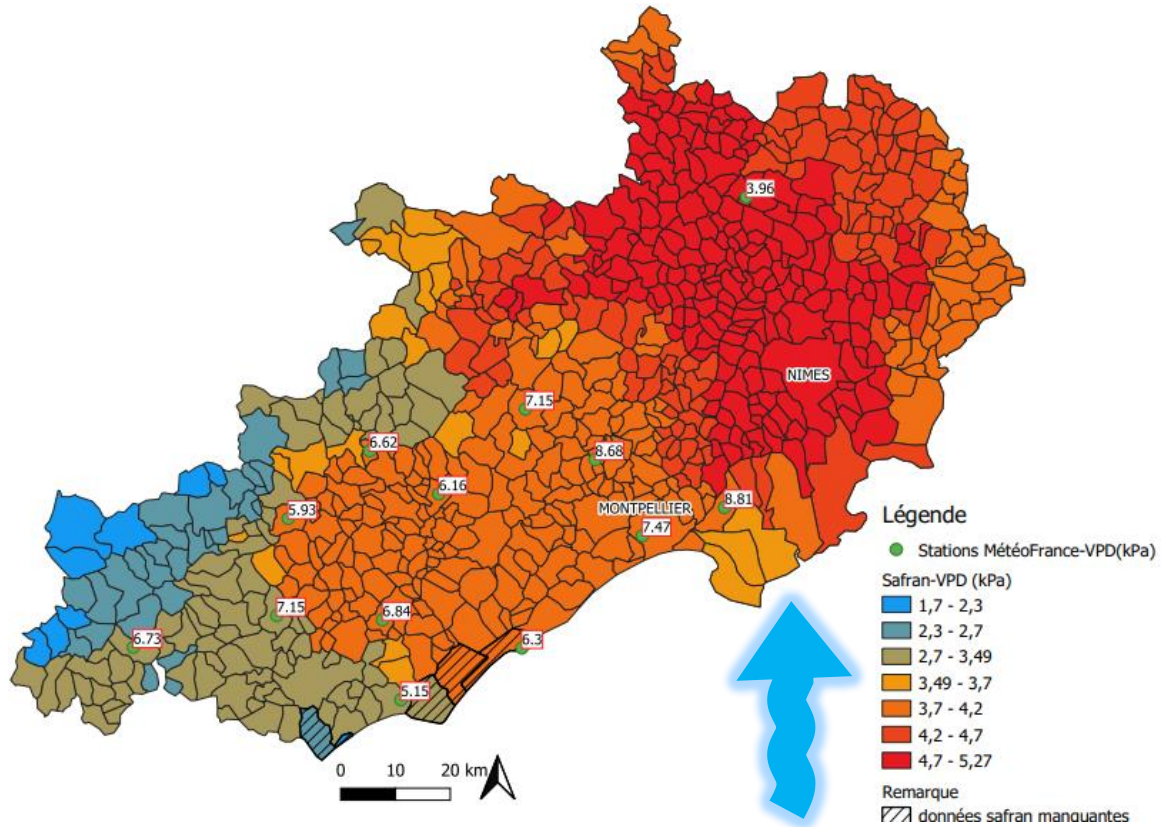 3.96
NIMES
7.15
6.62
8.68
6.16
8.81
MONTPELLIER
5.93
7.47
7.15
6.84
6.73
6.3
5.15
0 10 20 km
Légende
Stations MétéoFrance-VPD(kPa)
Safran-VPD (kPa)
1,7 - 2,3
2,3 - 2,7
2,7 - 3,49
3,49 - 3,7
3,7 - 4,2
4,2 - 4,7
4,7 - 5,27
Remarque
données safran manquantes